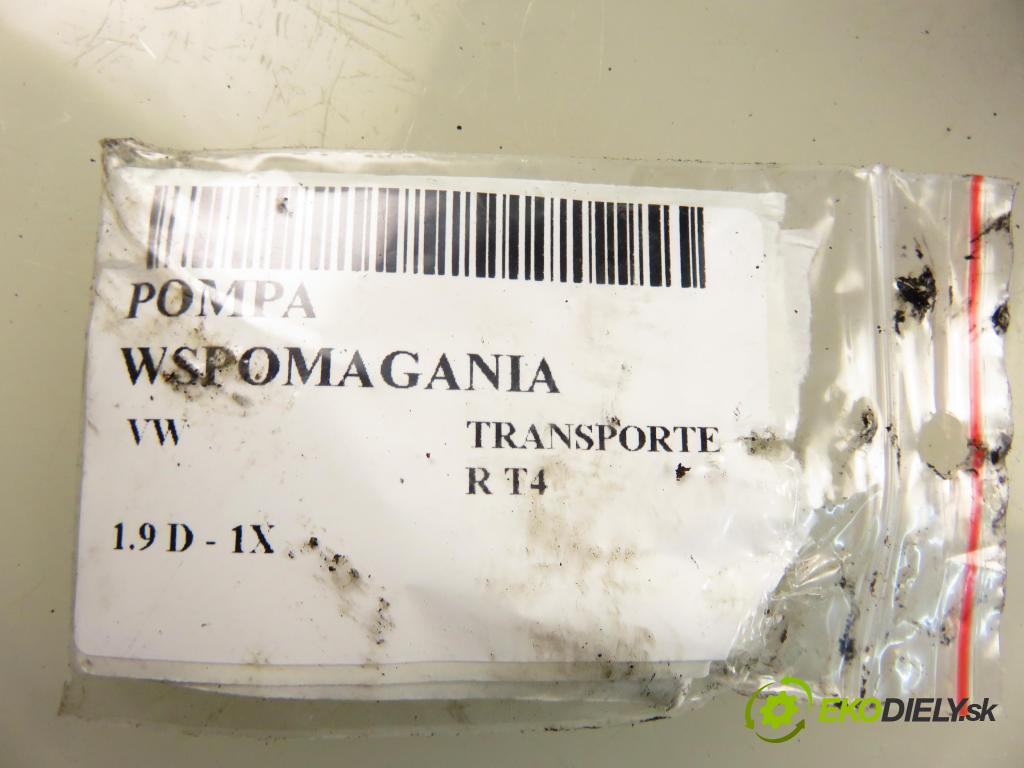 POMPA
WSPOMAGANIA
VW TRANSPORTE
R T4
1.9 D - 1X
EKODIELY.sk